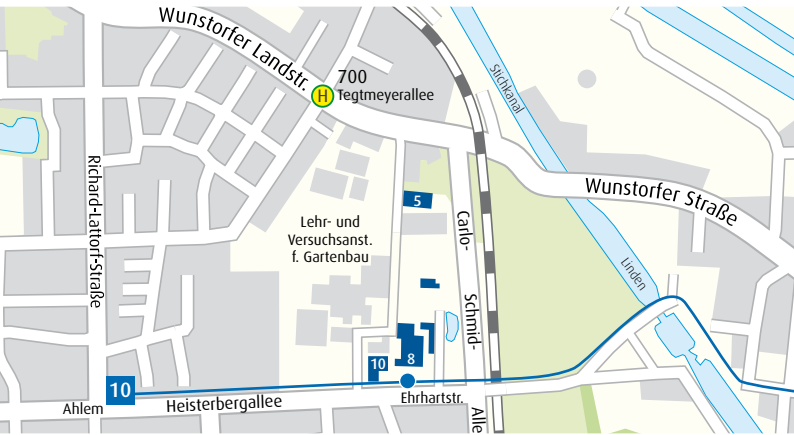 Wunstorfer Landstr.
H
700
Tegtmeyerallee
Stichkanal
Richard-Lattorf-Straße
5
Wunstorfer Straße
Lehr- und
Versuchsanst.
f. Gartenbau
Carlo-
Schmid-
Alle
Linden
10
8
10
Ahlem
Heisterbergallee
Ehrhartstr.